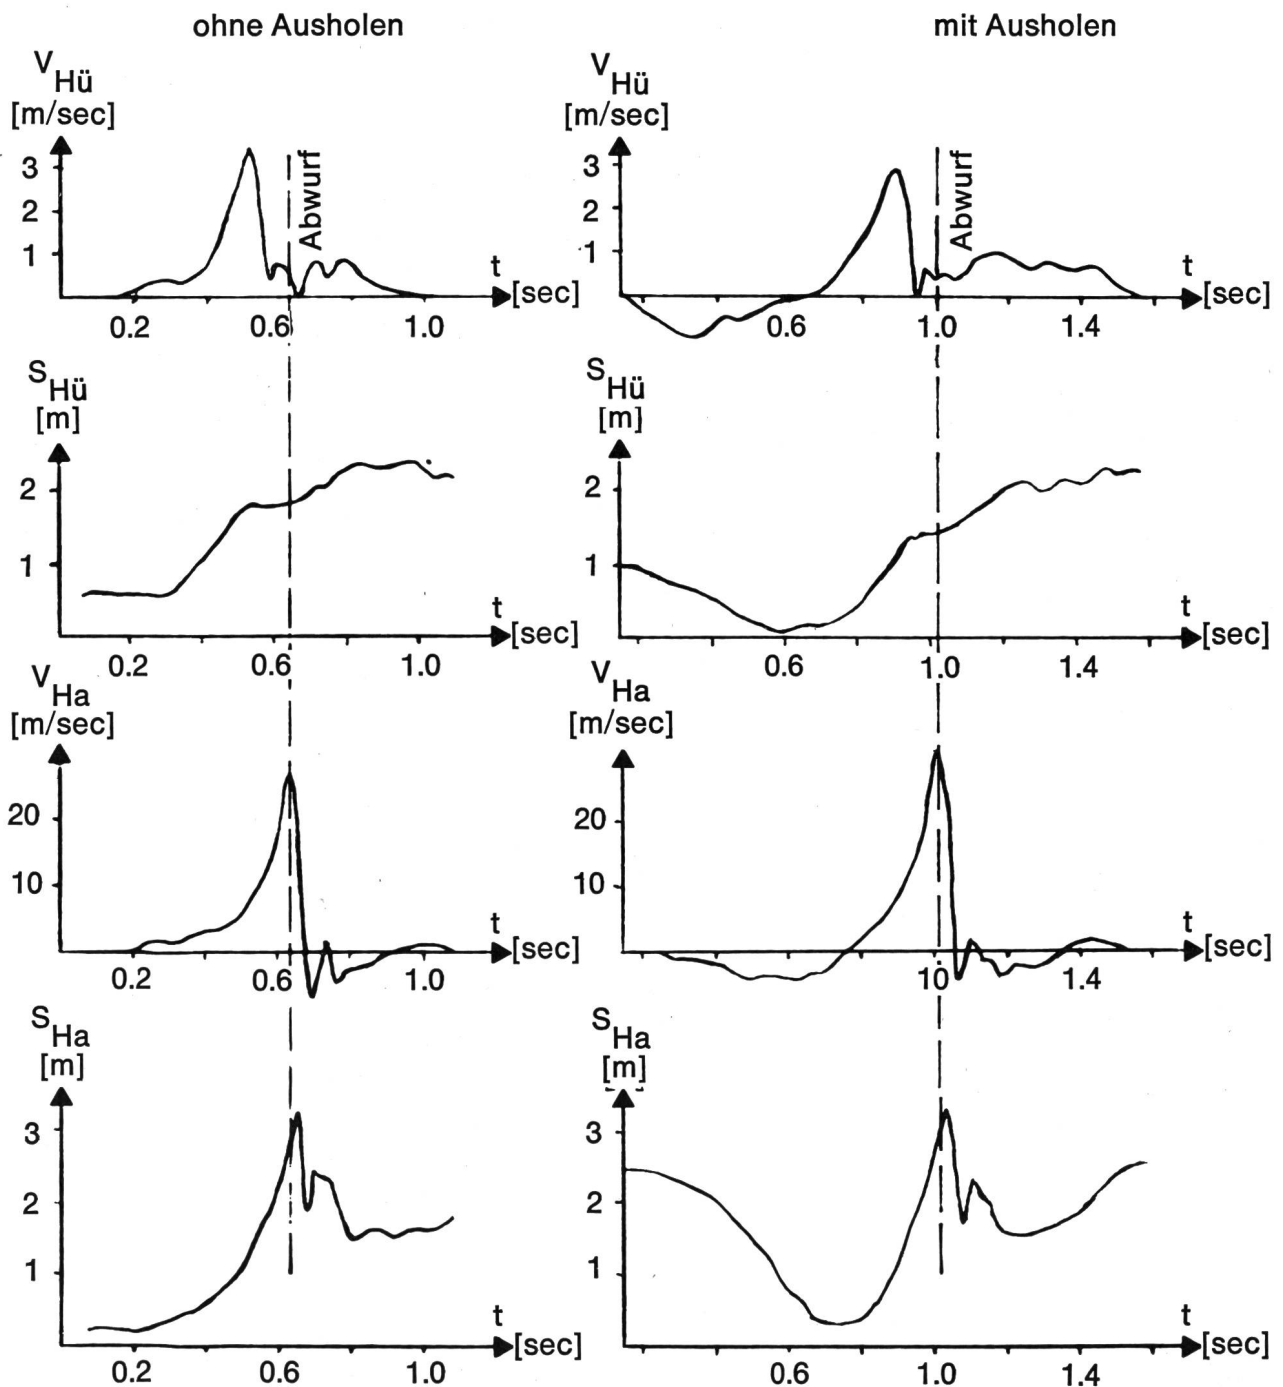 ohne Ausholen
mit Ausholen
V Hü
[m/sec]
3
2
1
Abwurf
t
[sec]
0.2 0.6 1.0
V Hü
[m/sec]
3
2
1
Abwurf
t
[sec]
0.6 1.0 1.4
S Hü
[m]
2
1
t
[sec]
0.2 0.6 1.0
S Hü
[m]
2
1
t
[sec]
0.6 1.0 1.4
V Ha
[m/sec]
20
10
t
[sec]
0.2 0.6 1.0
V Ha
[m/sec]
20
10
t
[sec]
10 1.4
S Ha
[m]
3
2
1
t
[sec]
0.2 0.6 1.0
S Ha
[m]
3
2
1
t
[sec]
0.6 1.0 1.4